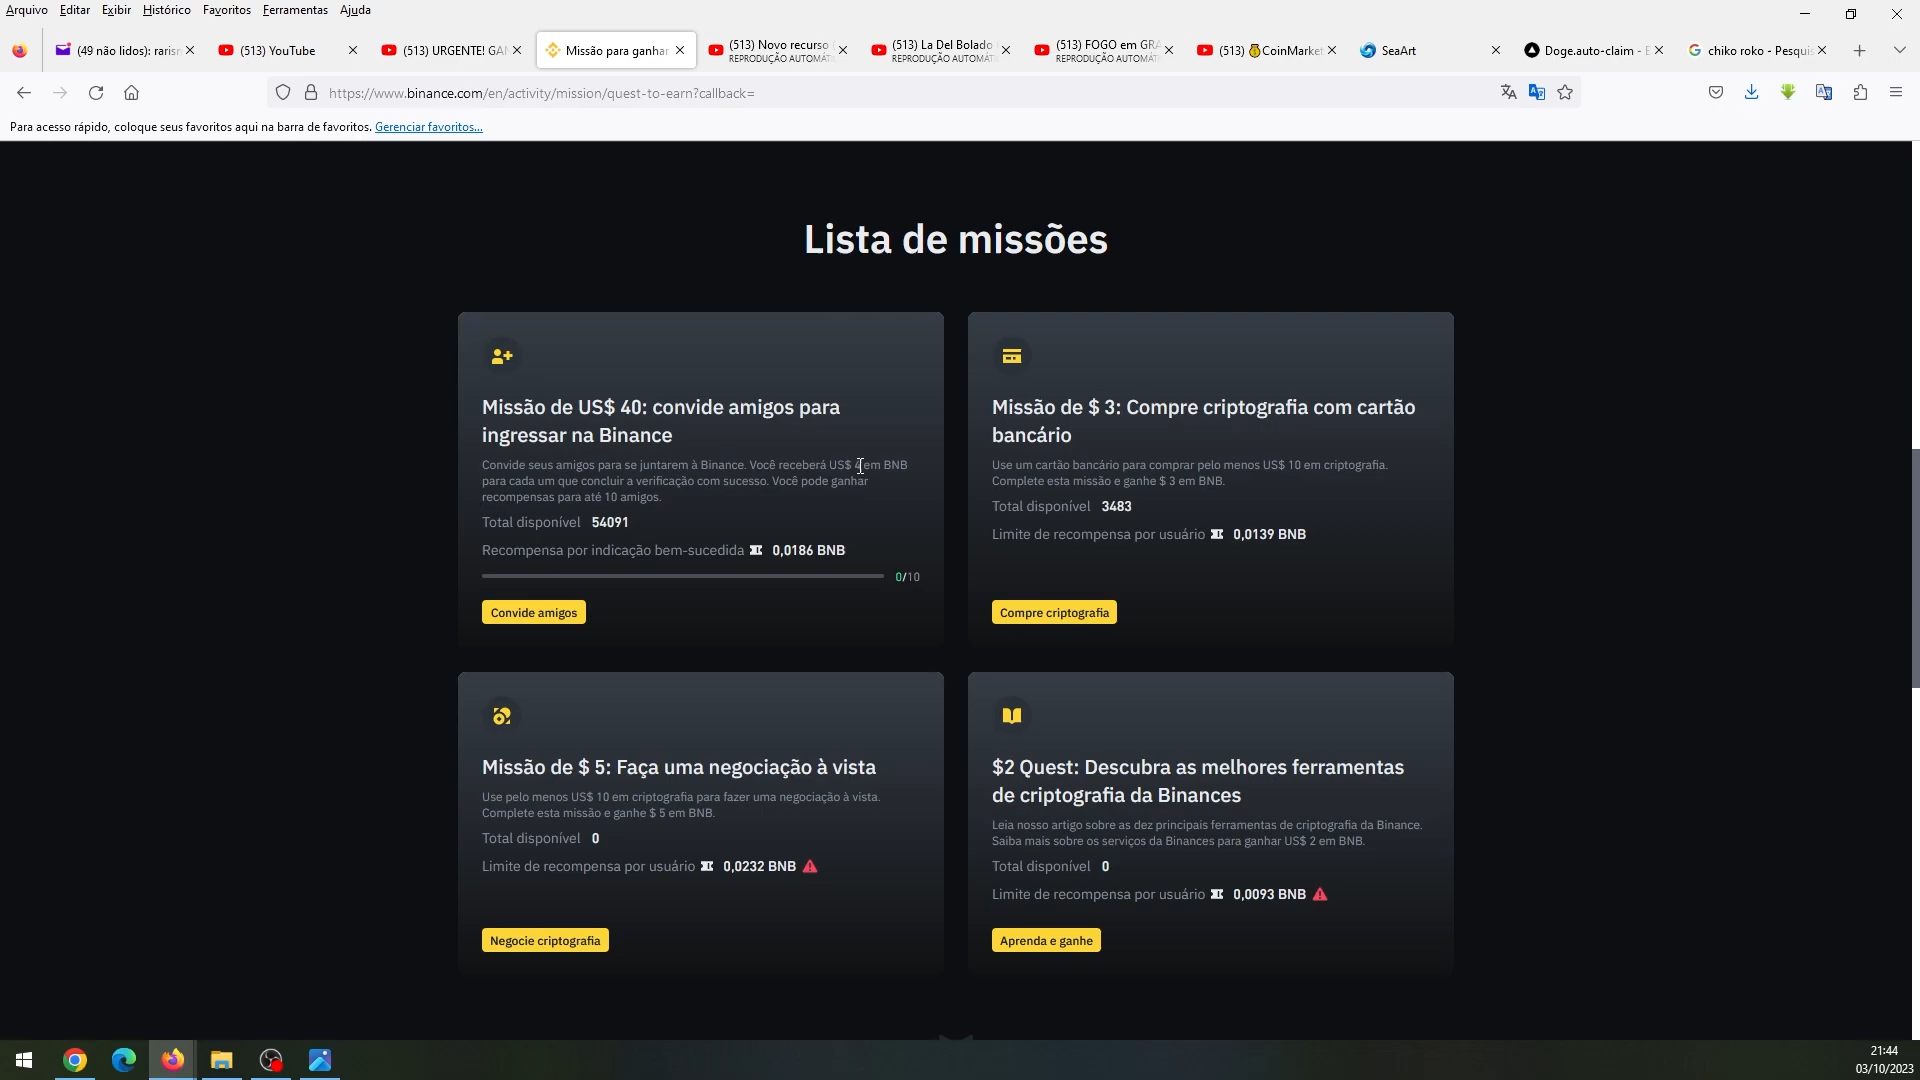 Arquivo Editar Exibir Histórico Favoritos Ferramentas Ajuda
(49 não lidos): rarisn
(513) YouTube
(513) URGENTE! GAN
Missão para ganhar
(513) Novo recurso
REPRODUÇÃO AUTOMÁTI
(513) La Del Bolado
REPRODUÇÃO AUTOMÁTI
(513) FOGO em GRA
REPRODUÇÃO AUTOMÁTI
(513) 💰CoinMarket
SeaArt
Doge.auto-claim - E
chiko roko - Pesquis
https://www.binance.com/en/activity/mission/quest-to-earn?callback=
Para acesso rápido, coloque seus favoritos aqui na barra de favoritos. Gerenciar favoritos...
Lista de missões
Missão de US$ 40: convide amigos para
ingressar na Binance
Convide seus amigos para se juntarem à Binance. Você receberá US$ 4 em BNB
para cada um que concluir a verificação com sucesso. Você pode ganhar
recompensas para até 10 amigos.
Total disponível 54091
Recompensa por indicação bem-sucedida 0,0186 BNB
0/10
Convide amigos
Missão de $ 3: Compre criptografia com cartão
bancário
Use um cartão bancário para comprar pelo menos US$ 10 em criptografia.
Complete esta missão e ganhe $ 3 em BNB.
Total disponível 3483
Limite de recompensa por usuário 0,0139 BNB
Compre criptografia
Missão de $ 5: Faça uma negociação à vista
Use pelo menos US$ 10 em criptografia para fazer uma negociação à vista.
Complete esta missão e ganhe $ 5 em BNB.
Total disponível 0
Limite de recompensa por usuário 0,0232 BNB
Negocie criptografia
$2 Quest: Descubra as melhores ferramentas
de criptografia da Binances
Leia nosso artigo sobre as dez principais ferramentas de criptografia da Binance.
Saiba mais sobre os serviços da Binances para ganhar US$ 2 em BNB.
Total disponível 0
Limite de recompensa por usuário 0,0093 BNB
Aprenda e ganhe
21:44
03/10/2023